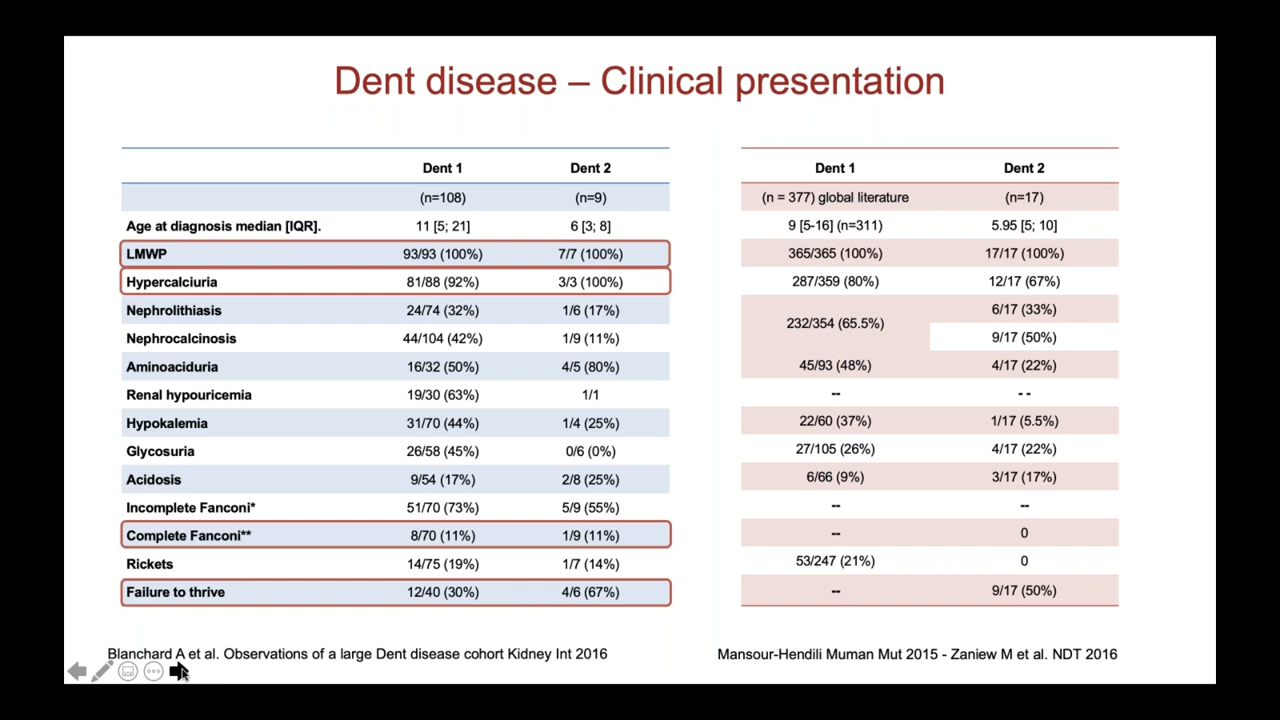 Dent disease – Clinical presentation
Dent 1 Dent 2
(n=108) (n=9)
Age at diagnosis median [IQR]. 11 [5; 21] 6 [3; 8]
LMWP 93/93 (100%) 7/7 (100%)
Hypercalciuria 81/88 (92%) 3/3 (100%)
Nephrolithiasis 24/74 (32%) 1/6 (17%)
Nephrocalcinosis 44/104 (42%) 1/9 (11%)
Aminoaciduria 16/32 (50%) 4/5 (80%)
Renal hypouricemia 19/30 (63%) 1/1
Hypokalemia 31/70 (44%) 1/4 (25%)
Glycosuria 26/58 (45%) 0/6 (0%)
Acidosis 9/54 (17%) 2/8 (25%)
Incomplete Fanconi* 51/70 (73%) 5/9 (55%)
Complete Fanconi** 8/70 (11%) 1/9 (11%)
Rickets 14/75 (19%) 1/7 (14%)
Failure to thrive 12/40 (30%) 4/6 (67%)
Blanchard A et al. Observations of a large Dent disease cohort Kidney Int 2016
Dent 1 Dent 2
(n = 377) global literature (n=17)
9 [5-16] (n=311) 5.95 [5; 10]
365/365 (100%) 17/17 (100%)
287/359 (80%) 12/17 (67%)
6/17 (33%)
232/354 (65.5%)
9/17 (50%)
45/93 (48%) 4/17 (22%)
-- - -
22/60 (37%) 1/17 (5.5%)
27/105 (26%) 4/17 (22%)
6/66 (9%) 3/17 (17%)
-- --
-- 0
53/247 (21%) 0
-- 9/17 (50%)
Mansour-Hendili Muman Mut 2015 - Zaniew M et al. NDT 2016